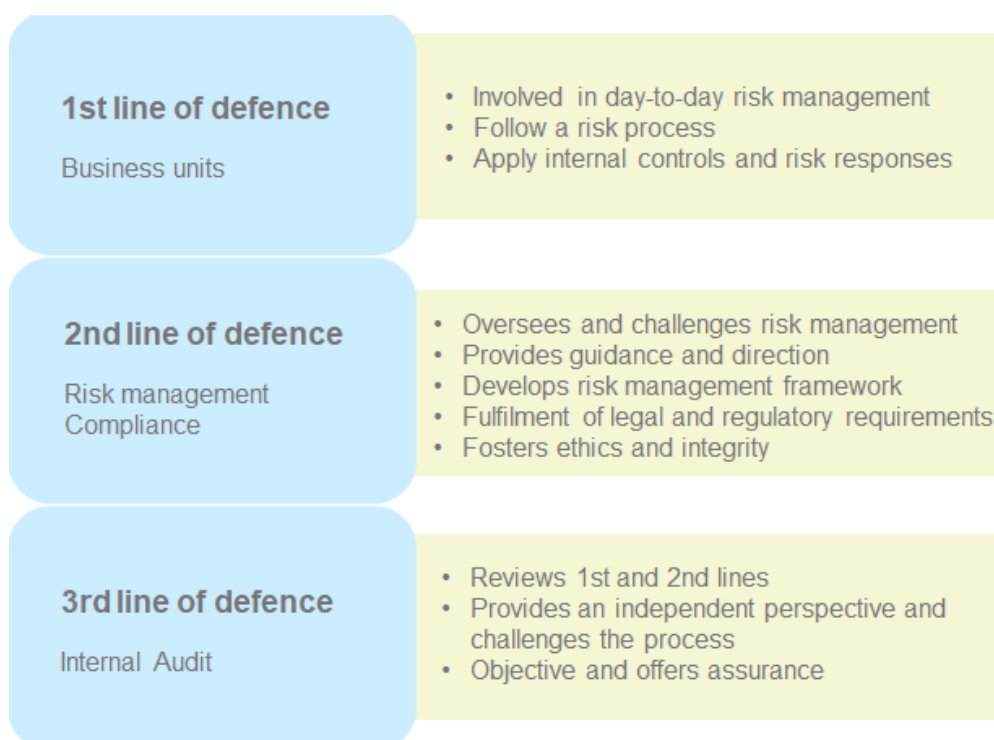 1st line of defence
Business units
• Involved in day-to-day risk management
• Follow a risk process
• Apply internal controls and risk responses
2nd line of defence
Risk management
Compliance
• Oversees and challenges risk management
• Provides guidance and direction
• Develops risk management framework
• Fulfilment of legal and regulatory requirements
• Fosters ethics and integrity
3rd line of defence
Internal Audit
• Reviews 1st and 2nd lines
• Provides an independent perspective and
challenges the process
• Objective and offers assurance